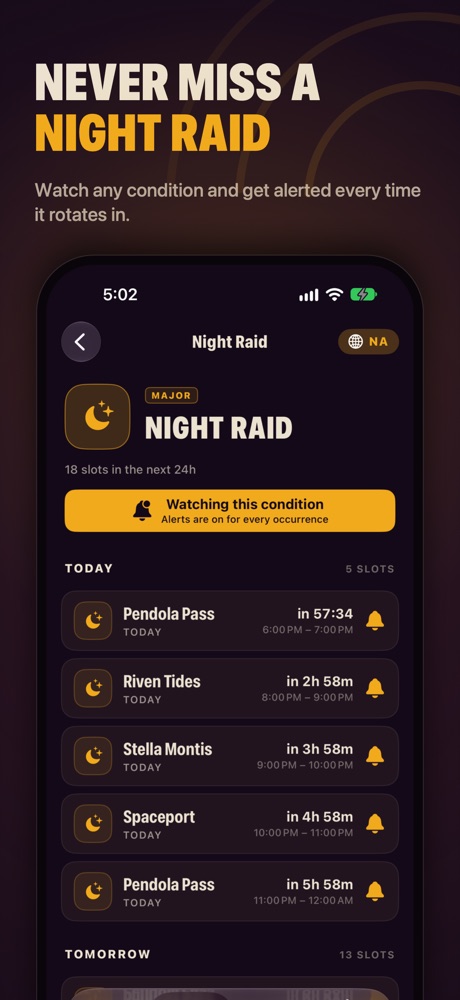 NEVER MISS A
NIGHT RAID
Watch any condition and get alerted every time
it rotates in.
5:02
Night Raid
NA
MAJOR
NIGHT RAID
18 slots in the next 24h
Watching this condition
Alerts are on for every occurrence
TODAY
5 SLOTS
Pendola Pass
in 57:34
TODAY
6:00 PM – 7:00 PM
Riven Tides
in 2h 58m
TODAY
8:00 PM – 9:00 PM
Stella Montis
in 3h 58m
TODAY
9:00 PM – 10:00 PM
Spaceport
in 4h 58m
TODAY
10:00 PM – 11:00 PM
Pendola Pass
in 5h 58m
TODAY
11:00 PM – 12:00 AM
TOMORROW
13 SLOTS